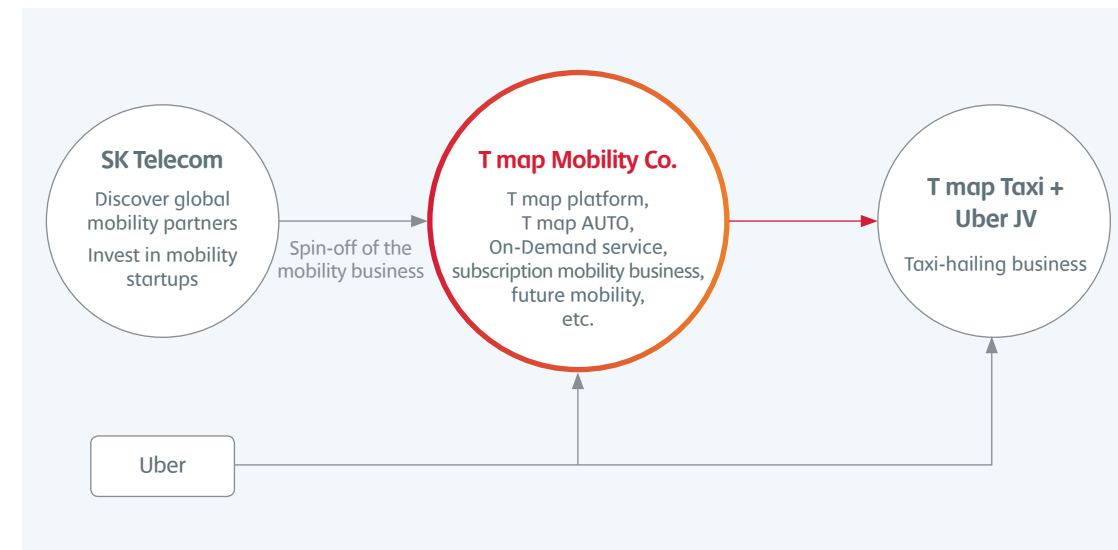 SK Telecom
Discover global
mobility partners
Invest in mobility
startups
Spin-off of the
mobility business
T map Mobility Co.
T map platform,
T map AUTO,
On-Demand service,
subscription mobility business,
future mobility,
etc.
T map Taxi +
Uber JV
Taxi-hailing business
Uber